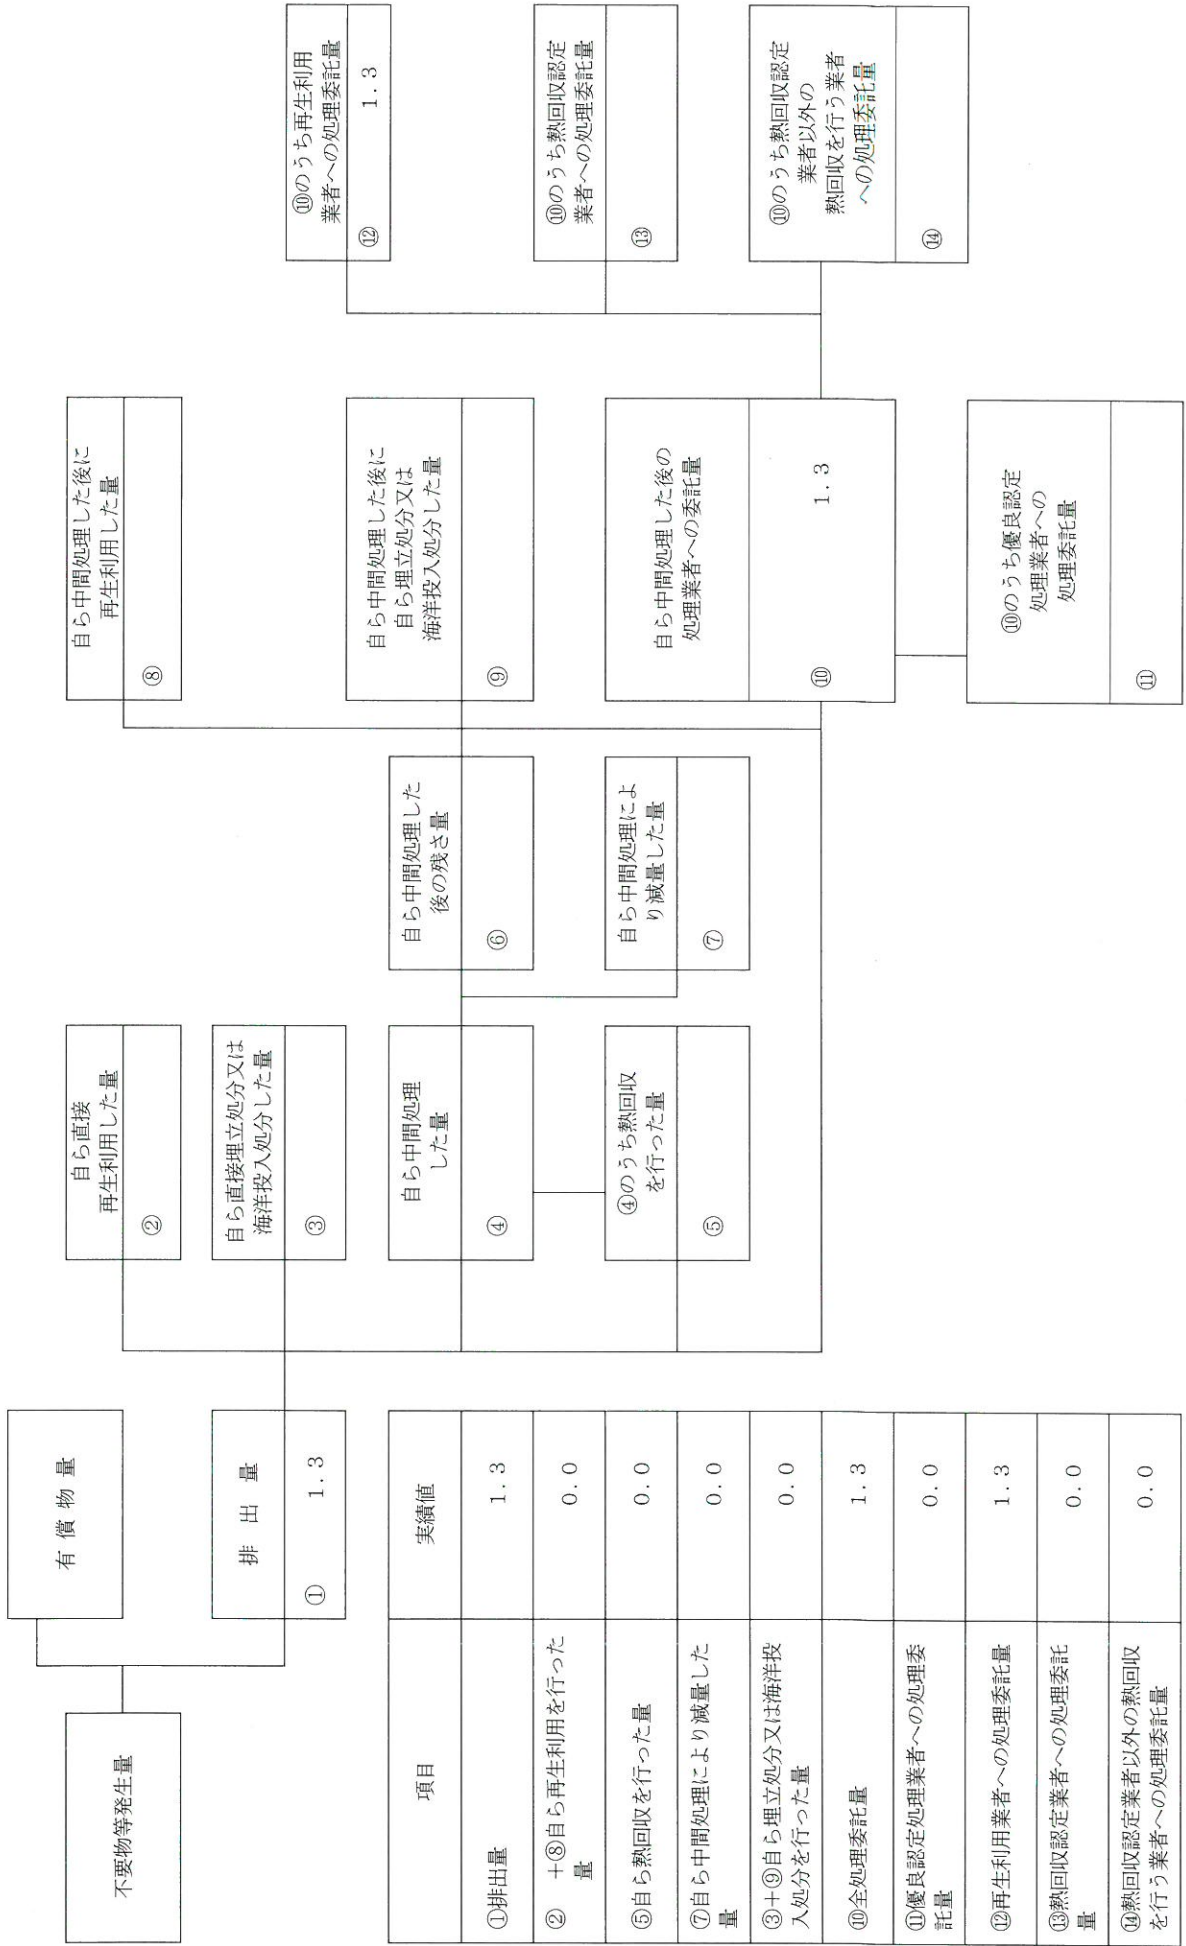 不要物等発生量
有 償 物 量
排 出 量
① 1.3
自ら直接
再生利用した量
②
自ら直接埋立処分又は
海洋投入処分した量
③
自ら中間処理
した量
④
④のうち熱回収
を行った量
⑤
自ら中間処理した
後の残さ量
⑥
自ら中間処理によ
り減量した量
⑦
自ら中間処理した後に
再生利用した量
⑧
自ら中間処理した後に
自ら埋立処分又は
海洋投入処分した量
⑨
自ら中間処理した後の
処理業者への委託量
⑩ 1.3
⑩のうち優良認定
処理業者への
処理委託量
⑪
⑩のうち再生利用
業者への処理委託量
⑫ 1.3
⑩のうち熱回収認定
業者への処理委託量
⑬
⑩のうち熱回収認定
業者以外の
熱回収を行う業者
への処理委託量
⑭
項目 実績値
①排出量 1.3
② +⑧自ら再生利用を行った
量 0.0
⑤自ら熱回収を行った量 0.0
⑦自ら中間処理により減量した
量 0.0
③+⑨自ら埋立処分又は海洋投
入処分を行った量 0.0
⑩全処理委託量 1.3
⑪優良認定処理業者への処理委
託量 0.0
⑫再生利用業者への処理委託量 1.3
⑬熱回収認定業者への処理委託
量 0.0
⑭熱回収認定業者以外の熱回収
を行う業者への処理委託量 0.0